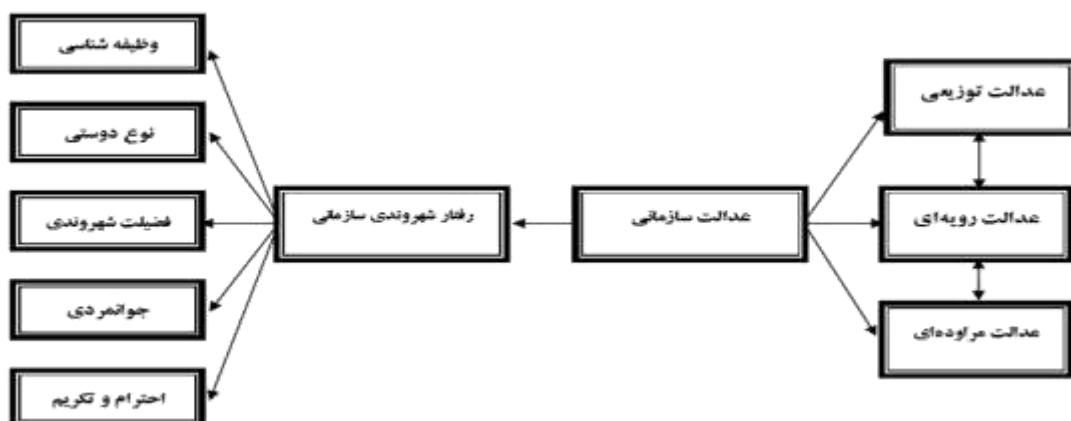 عدالت توزیعی
عدالت رویه‌ای
عدالت مراوده‌ای
عدالت سازمانی
رفتار شهروندی سازمانی
وظیفه شناسی
نوع دوستی
فضیلت شهروندی
جوانمردی
احترام و تکریم